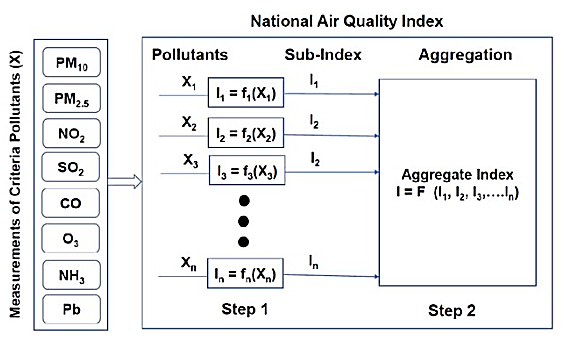 National Air Quality Index
Measurements of Criteria Pollutants (X)
PM10
PM2.5
NO2
SO2
CO
O3
NH3
Pb
Pollutants Sub-Index Aggregation
X1 I1 = f1(X1) I1
X2 I2 = f2(X2) I2
X3 I3 = f3(X3) I2
Xn In = fn(Xn) In
Aggregate Index
I = F (I1, I2, I3,....In)
Step 1 Step 2